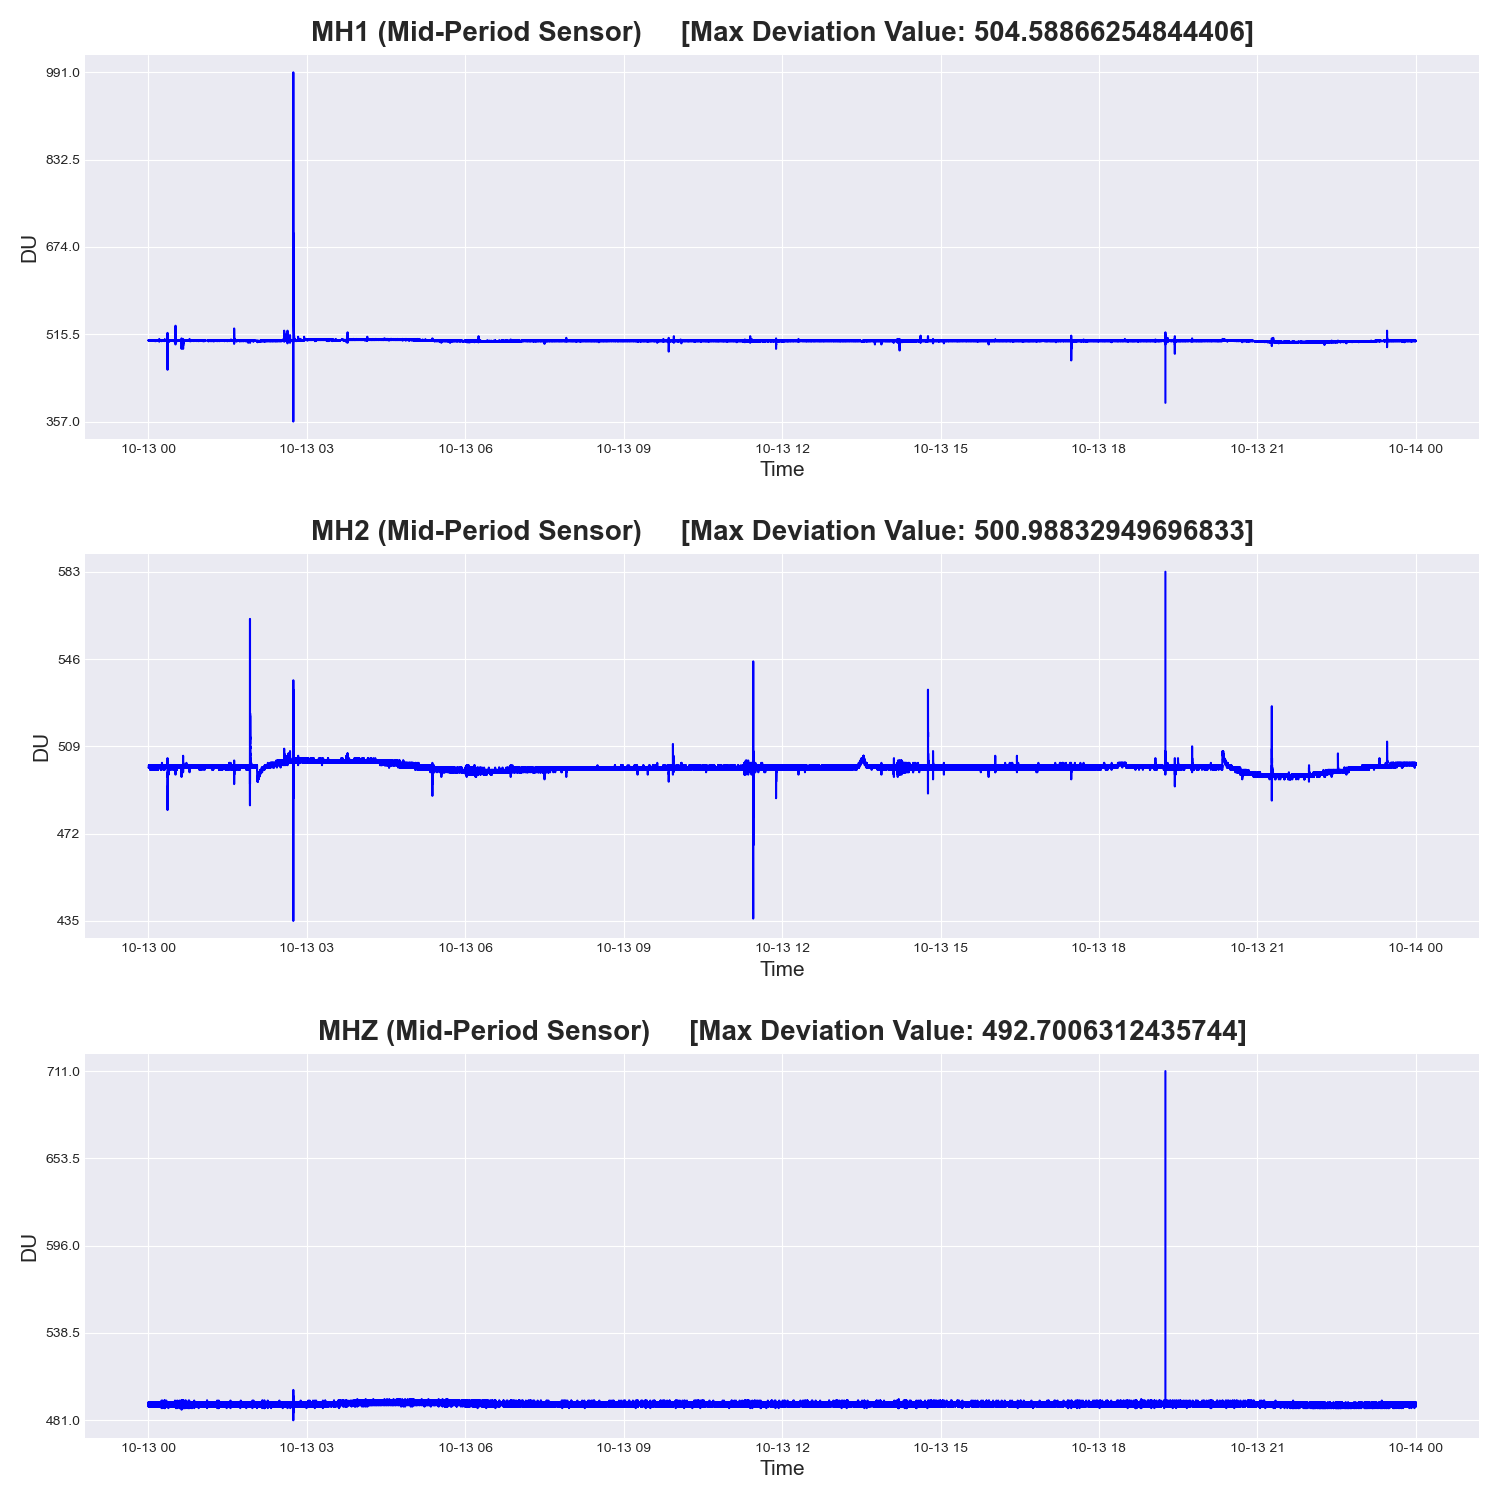 MH1 (Mid-Period Sensor) [Max Deviation Value: 504.58866254844406]
991.0
832.5
674.0
515.5
357.0
DU
10-13 00 10-13 03 10-13 06 10-13 09 10-13 12 10-13 15 10-13 18 10-13 21 10-14 00
Time
MH2 (Mid-Period Sensor) [Max Deviation Value: 500.98832949696833]
583
546
509
472
435
DU
10-13 00 10-13 03 10-13 06 10-13 09 10-13 12 10-13 15 10-13 18 10-13 21 10-14 00
Time
MHZ (Mid-Period Sensor) [Max Deviation Value: 492.7006312435744]
711.0
653.5
596.0
538.5
481.0
DU
10-13 00 10-13 03 10-13 06 10-13 09 10-13 12 10-13 15 10-13 18 10-13 21 10-14 00
Time